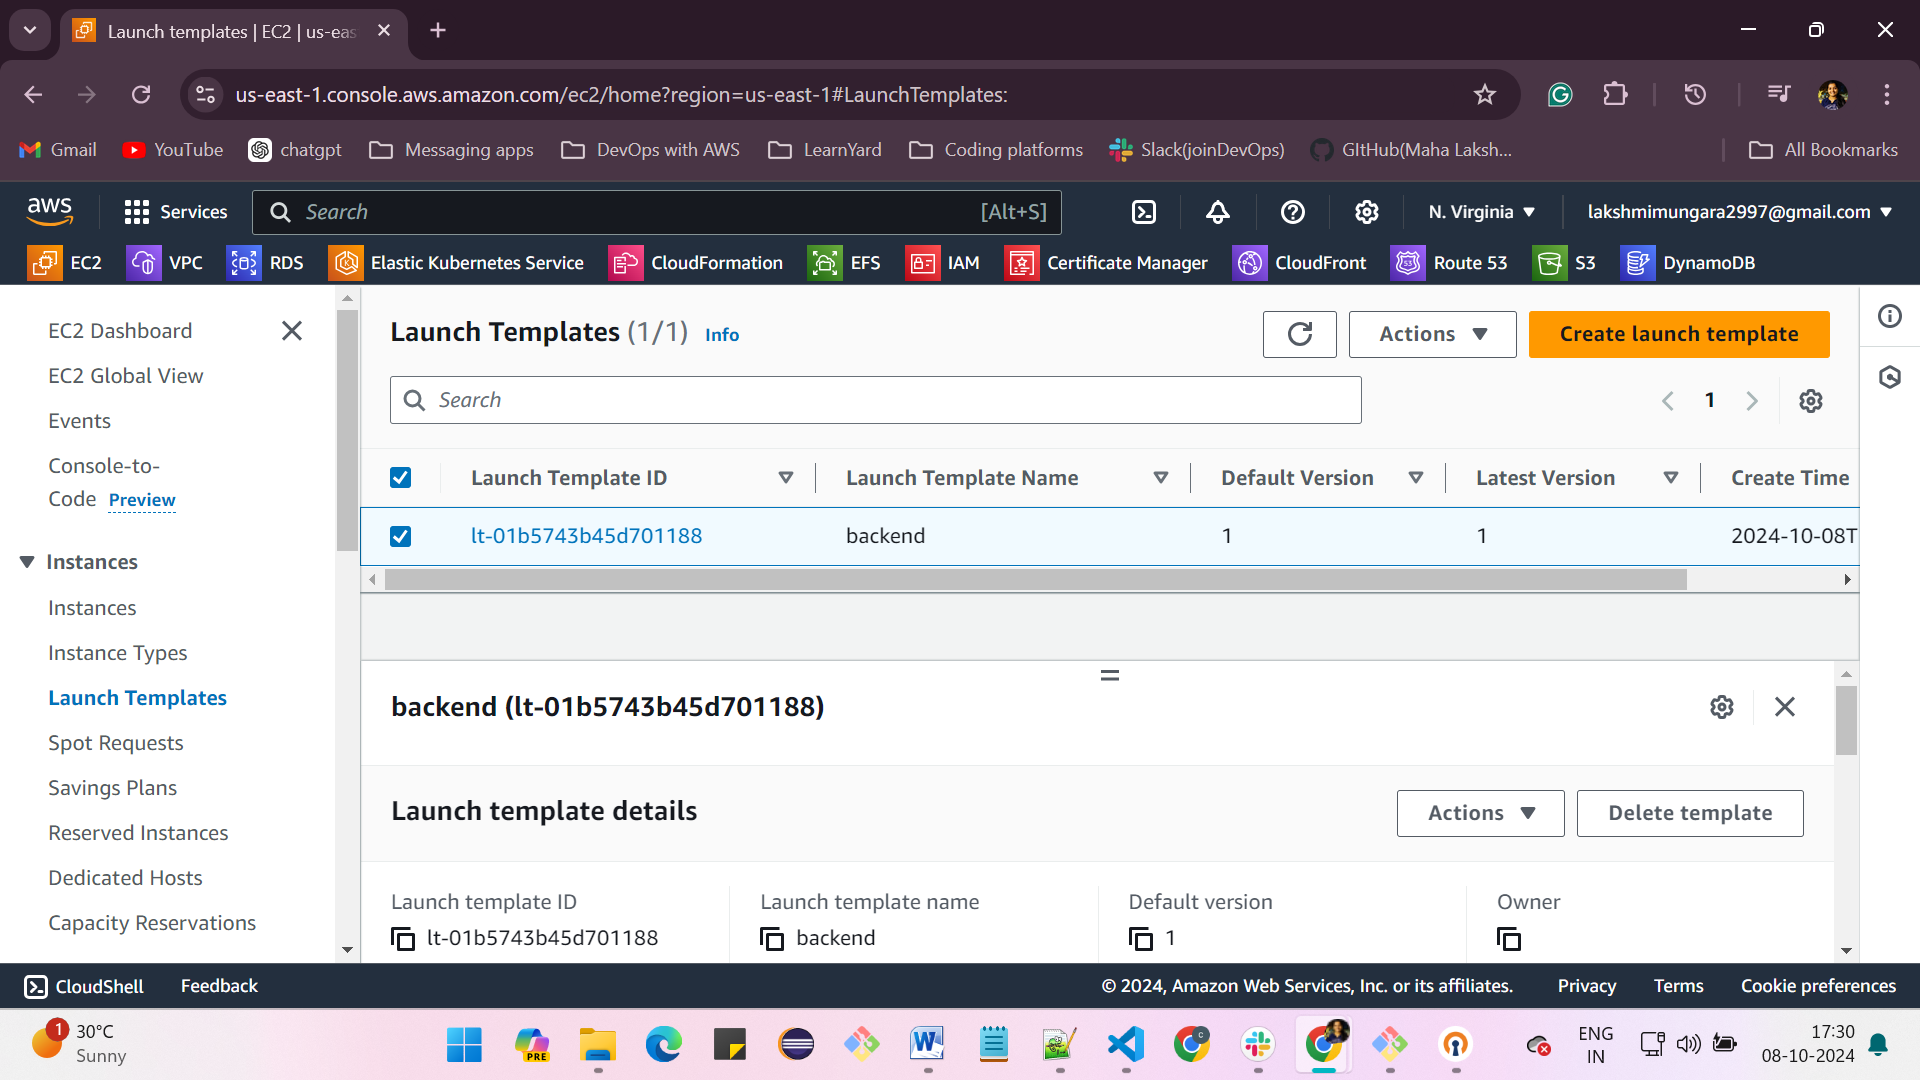 Launch templates | EC2 | us-eas
us-east-1.console.aws.amazon.com/ec2/home?region=us-east-1#LaunchTemplates:
Gmail YouTube chatgpt Messaging apps DevOps with AWS LearnYard Coding platforms Slack(joinDevOps) GItHub(Maha Laksh... All Bookmarks
aws Services Search [Alt+S] N. Virginia lakshmimungara2997@gmail.com
EC2 VPC RDS Elastic Kubernetes Service CloudFormation EFS IAM Certificate Manager CloudFront Route 53 S3 DynamoDB
EC2 Dashboard
EC2 Global View
Events
Console-to-
Code Preview
Instances
Instances
Instance Types
Launch Templates
Spot Requests
Savings Plans
Reserved Instances
Dedicated Hosts
Capacity Reservations
Launch Templates (1/1) Info Actions Create launch template
Search 1
Launch Template ID Launch Template Name Default Version Latest Version Create Time
lt-01b5743b45d701188 backend 1 1 2024-10-08T
backend (lt-01b5743b45d701188)
Launch template details Actions Delete template
Launch template ID Launch template name Default version Owner
lt-01b5743b45d701188 backend 1
CloudShell Feedback © 2024, Amazon Web Services, Inc. or its affiliates. Privacy Terms Cookie preferences
1 30°C PRE C ENG 17:30
Sunny IN 08-10-2024